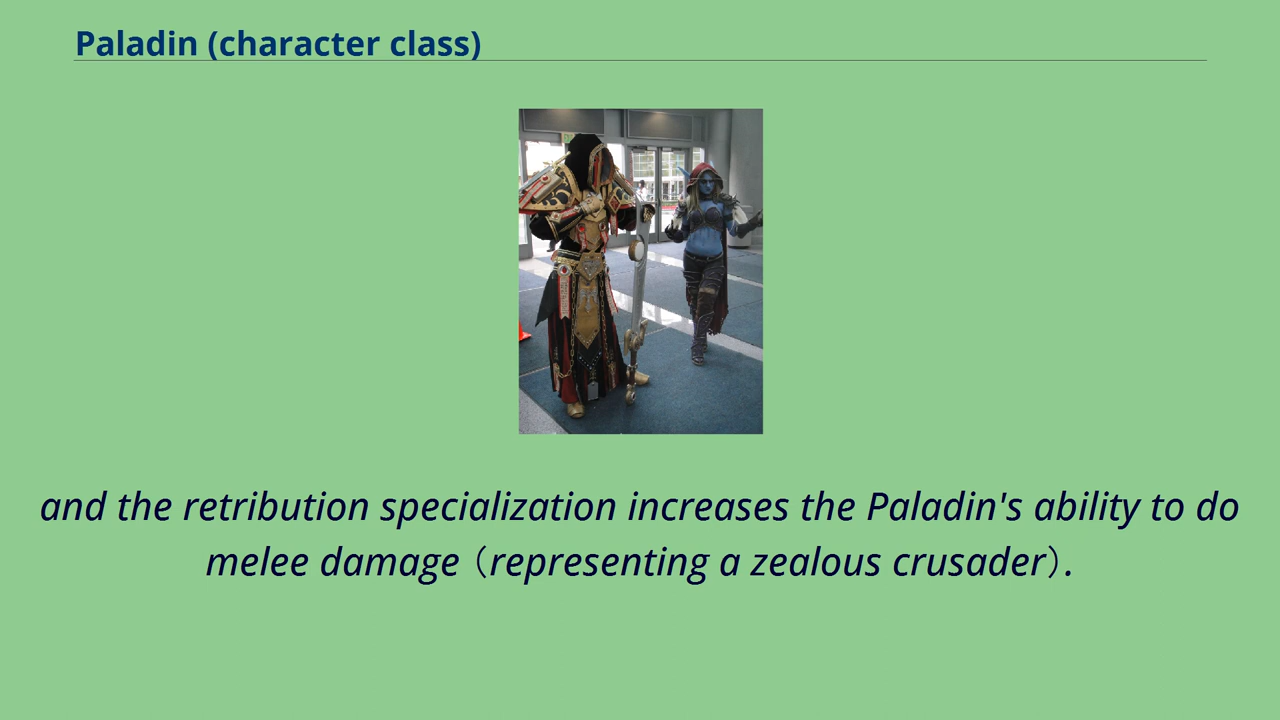 Paladin (character class)
and the retribution specialization increases the Paladin's ability to do
melee damage （representing a zealous crusader）.